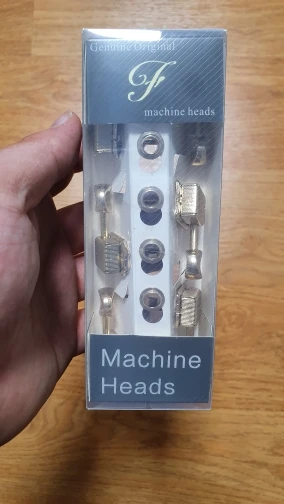 Genuine Original
F
machine heads
Machine
Heads